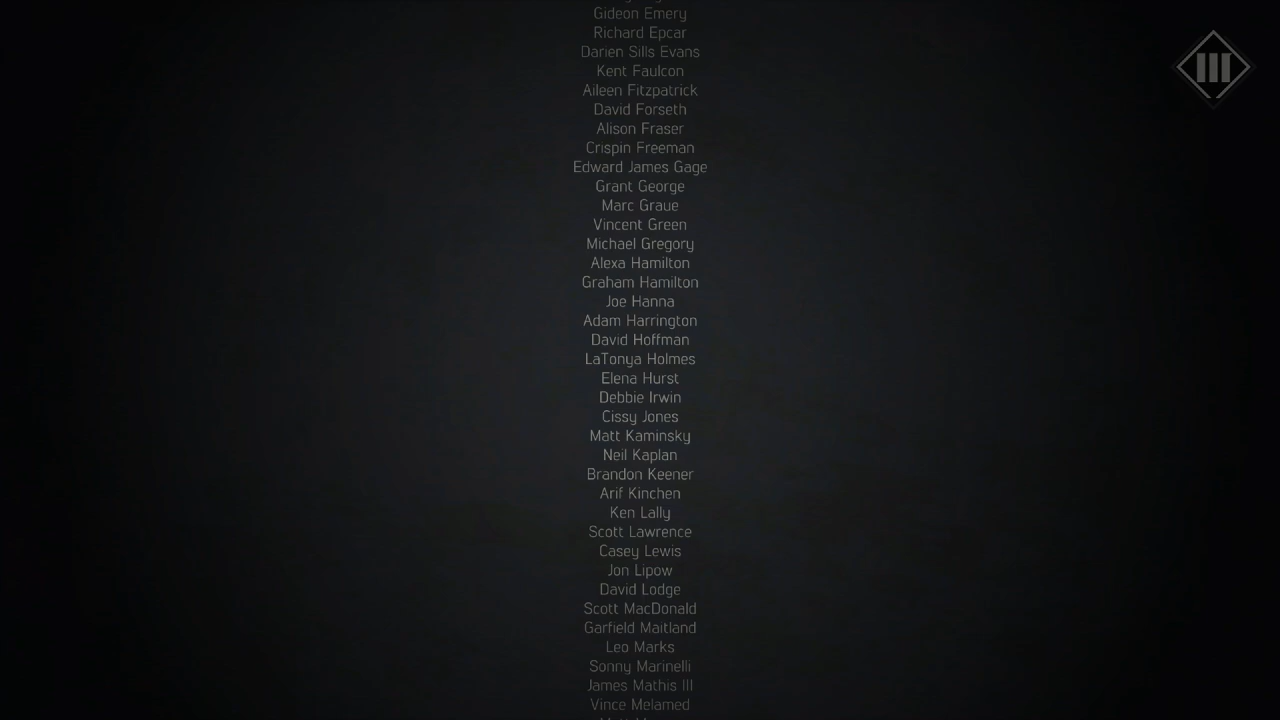 Gideon Emery
Richard Epcar
Darien Sills Evans
Kent Faulcon
Aileen Fitzpatrick
David Forseth
Alison Fraser
Crispin Freeman
Edward James Gage
Grant George
Marc Graue
Vincent Green
Michael Gregory
Alexa Hamilton
Graham Hamilton
Joe Hanna
Adam Harrington
David Hoffman
LaTonya Holmes
Elena Hurst
Debbie Irwin
Cissy Jones
Matt Kaminsky
Neil Kaplan
Brandon Keener
Arif Kinchen
Ken Lally
Scott Lawrence
Casey Lewis
Jon Lipow
David Lodge
Scott MacDonald
Garfield Maitland
Leo Marks
Sonny Marinelli
James Mathis III
Vince Melamed